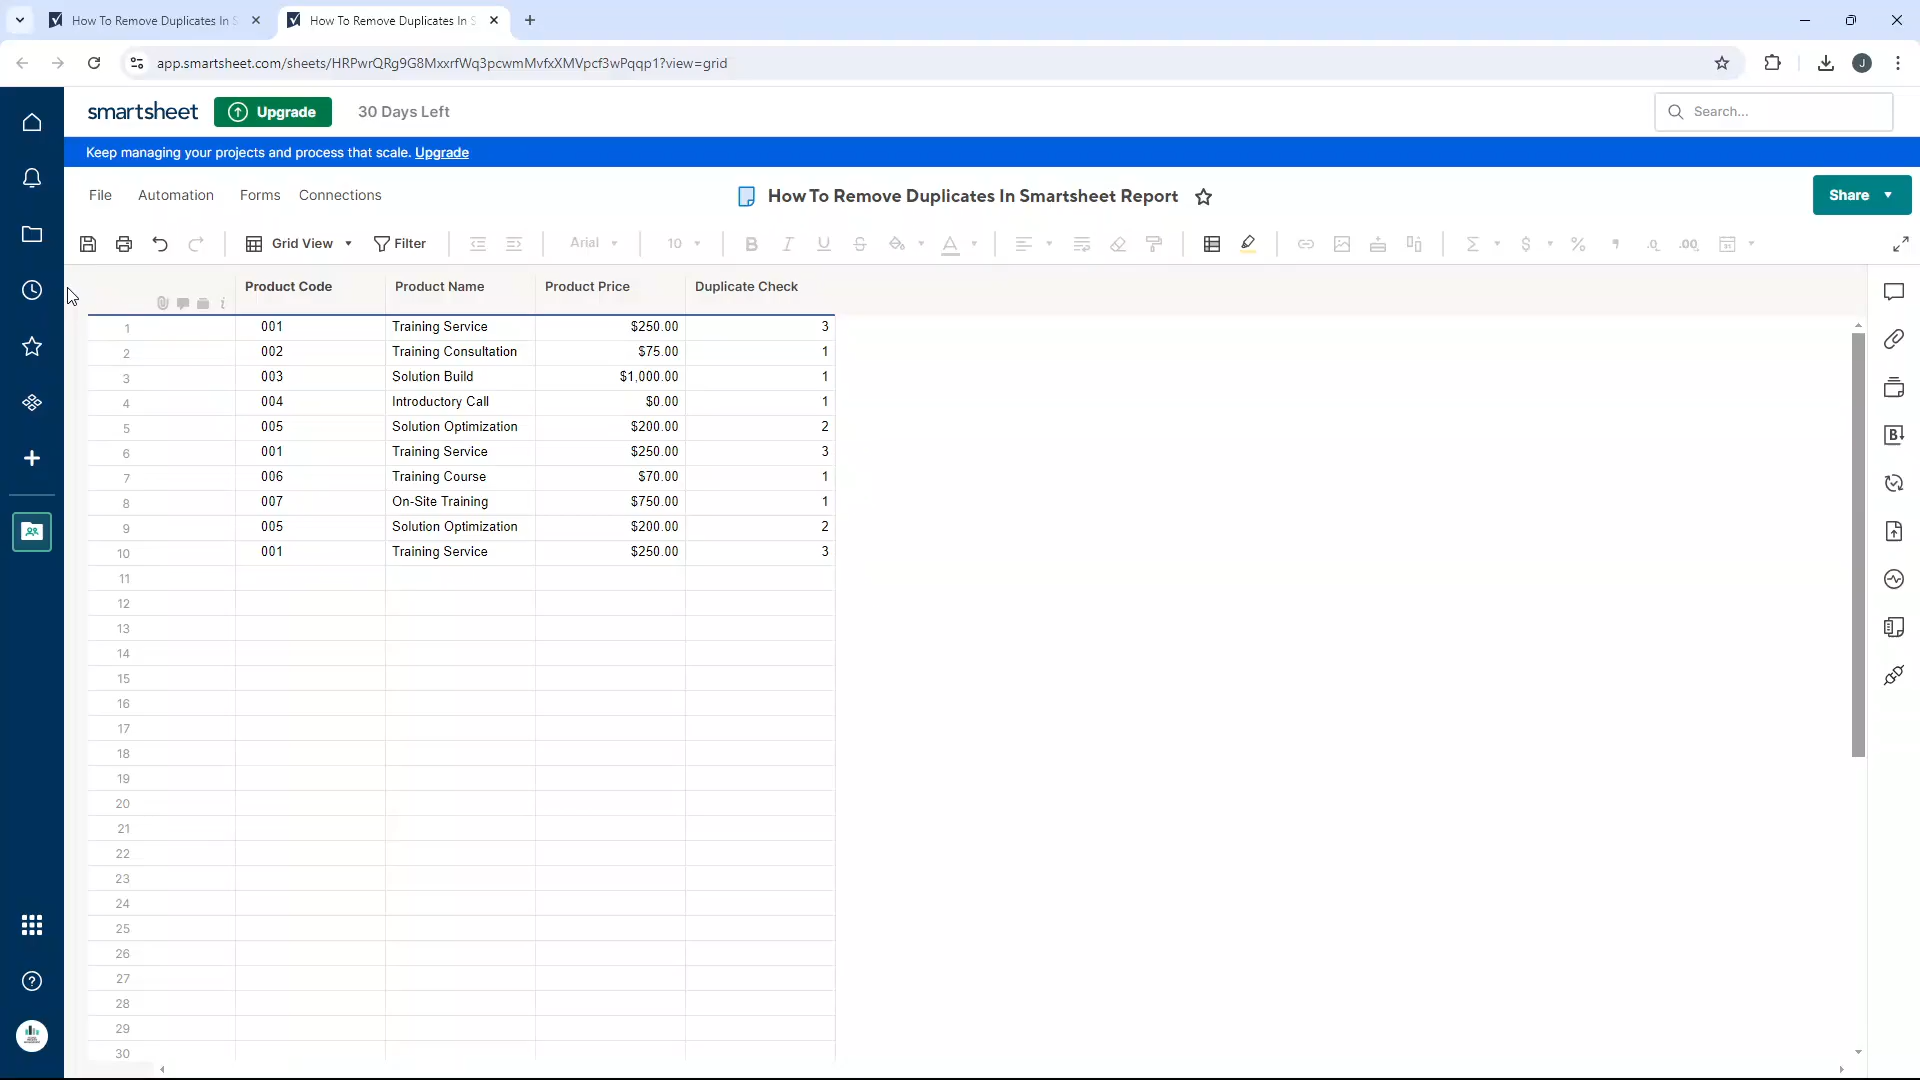 How To Remove Duplicates In S
How To Remove Duplicates In S
app.smartsheet.com/sheets/HRPwrQRg9G8MxxrfWq3pcwmMvfxXMVpcf3wPqqp1?view=grid
J
smartsheet
Upgrade
30 Days Left
Search...
Keep managing your projects and process that scale. Upgrade
File Automation Forms Connections
How To Remove Duplicates In Smartsheet Report
Share
Grid View Filter Arial 10 B I U S A Σ $ % , .0 .00 31
Product Code Product Name Product Price Duplicate Check
1 001 Training Service $250.00 3
2 002 Training Consultation $75.00 1
3 003 Solution Build $1,000.00 1
4 004 Introductory Call $0.00 1
5 005 Solution Optimization $200.00 2
6 001 Training Service $250.00 3
7 006 Training Course $70.00 1
8 007 On-Site Training $750.00 1
9 005 Solution Optimization $200.00 2
10 001 Training Service $250.00 3
11
12
13
14
15
16
17
18
19
20
21
22
23
24
25
26
27
28
29
30